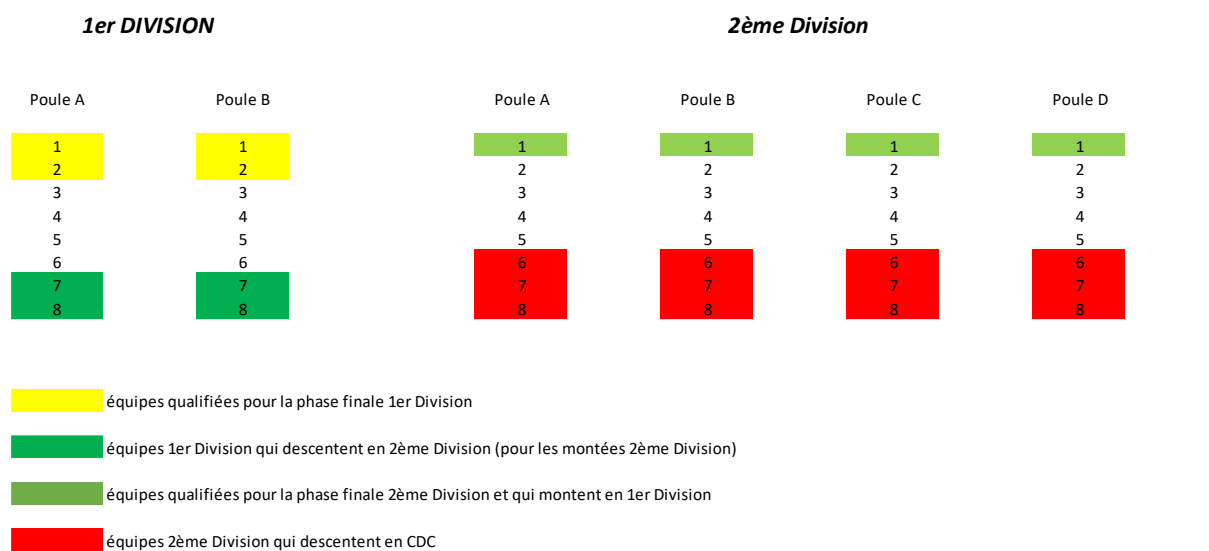 1er DIVISION 2ème Division
Poule A Poule B Poule A Poule B Poule C Poule D
1 1 1 1 1 1
2 2 2 2 2 2
3 3 3 3 3 3
4 4 4 4 4 4
5 5 5 5 5 5
6 6 6 6 6 6
7 7 7 7 7 7
8 8 8 8 8 8
équipes qualifiées pour la phase finale 1er Division
équipes 1er Division qui descentent en 2ème Division (pour les montées 2ème Division)
équipes qualifiées pour la phase finale 2ème Division et qui montent en 1er Division
équipes 2ème Division qui descentent en CDC